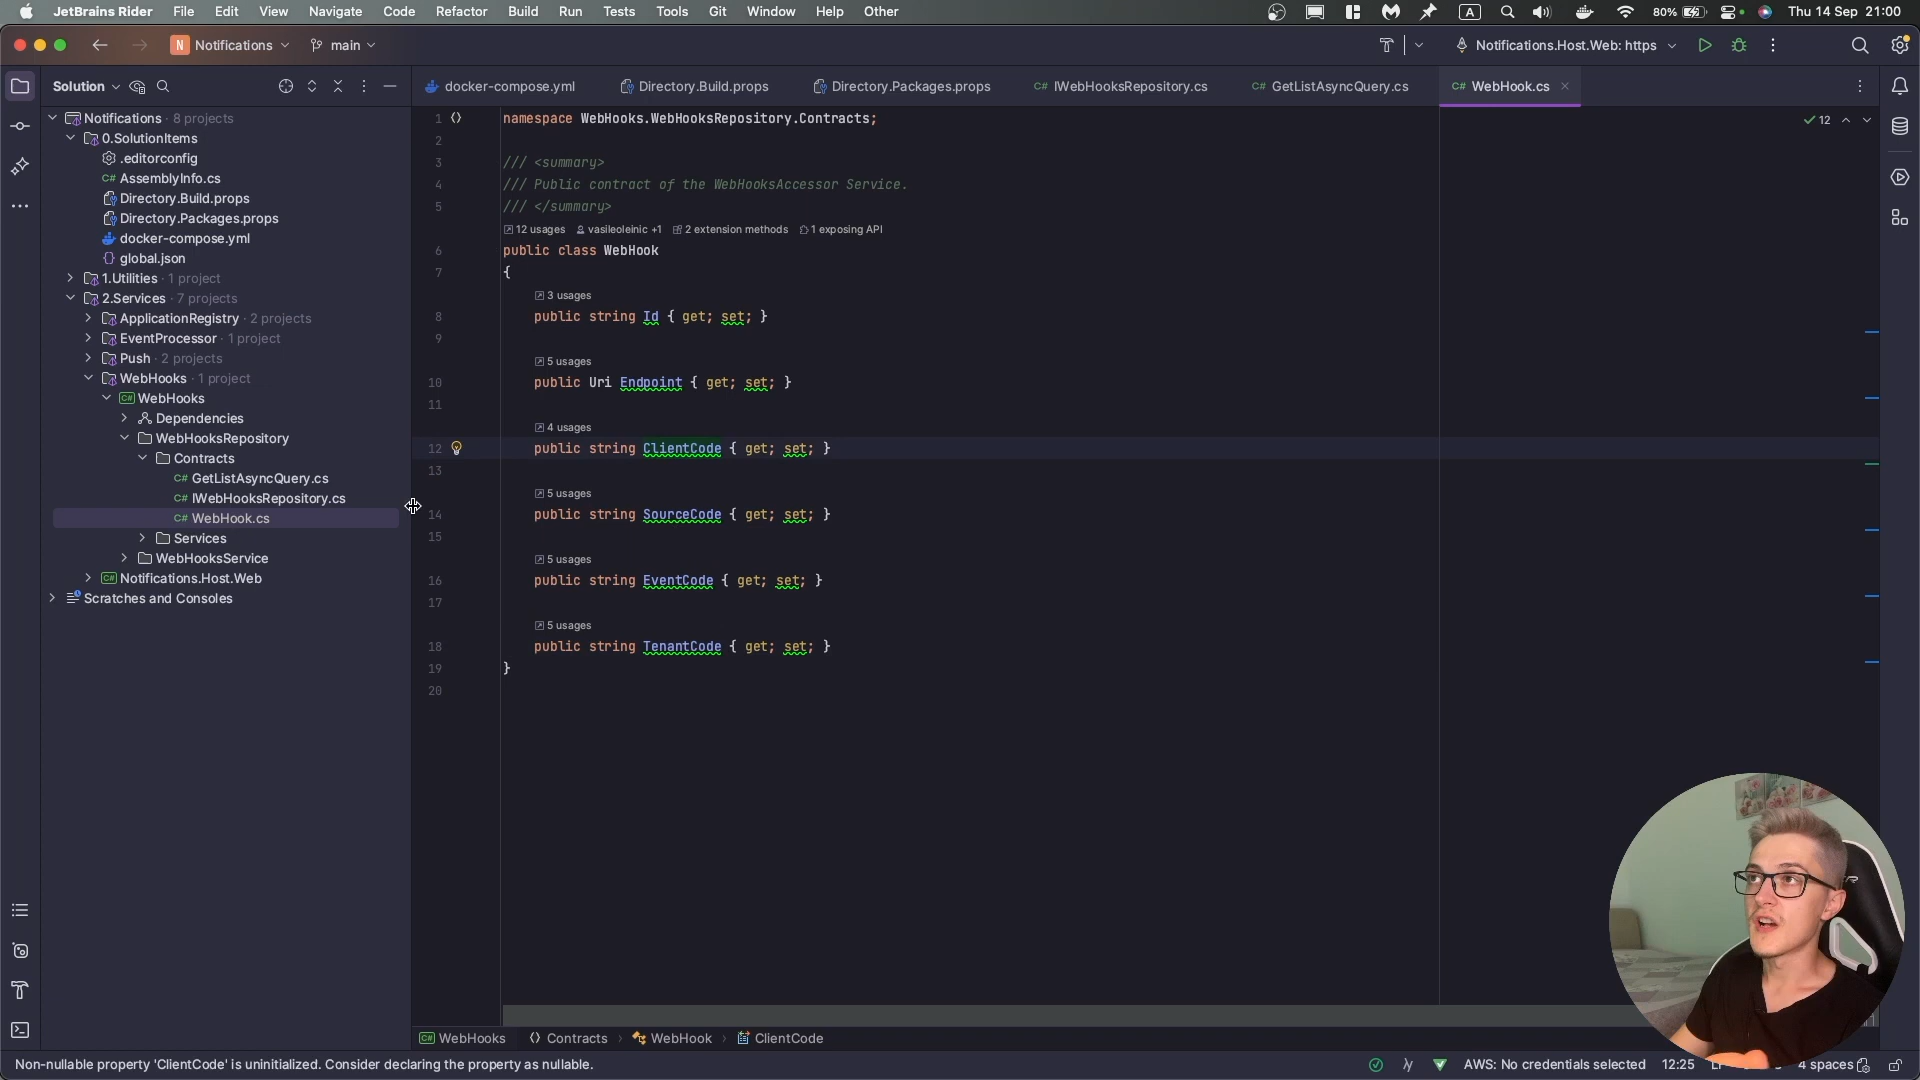 JetBrains Rider File Edit View Navigate Code Refactor Build Run Tests Tools Git Window Help Other
A 80% Thu 14 Sep 21:00
N Notifications main
Notifications.Host.Web: https
Solution
docker-compose.yml Directory.Build.props Directory.Packages.props C# IWebHooksRepository.cs C# GetListAsyncQuery.cs C# WebHook.cs
Notifications · 8 projects
0.SolutionItems
.editorconfig
C# AssemblyInfo.cs
Directory.Build.props
Directory.Packages.props
docker-compose.yml
{} global.json
1.Utilities · 1 project
2.Services · 7 projects
ApplicationRegistry · 2 projects
EventProcessor · 1 project
Push · 2 projects
WebHooks · 1 project
C# WebHooks
Dependencies
WebHooksRepository
Contracts
C# GetListAsyncQuery.cs
C# IWebHooksRepository.cs
C# WebHook.cs
Services
WebHooksService
C# Notifications.Host.Web
Scratches and Consoles
12
1 namespace WebHooks.WebHooksRepository.Contracts;
2
3 /// <summary>
4 /// Public contract of the WebHooksAccessor Service.
5 /// </summary>
12 usages vasileoleinic +1 2 extension methods 1 exposing API
6 public class WebHook
7 {
3 usages
8 public string Id { get; set; }
9
5 usages
10 public Uri Endpoint { get; set; }
11
4 usages
12 public string ClientCode { get; set; }
13
5 usages
14 public string SourceCode { get; set; }
15
5 usages
16 public string EventCode { get; set; }
17
5 usages
18 public string TenantCode { get; set; }
19 }
20
C# WebHooks Contracts WebHook ClientCode
Non-nullable property 'ClientCode' is uninitialized. Consider declaring the property as nullable.
AWS: No credentials selected 12:25 4 spaces